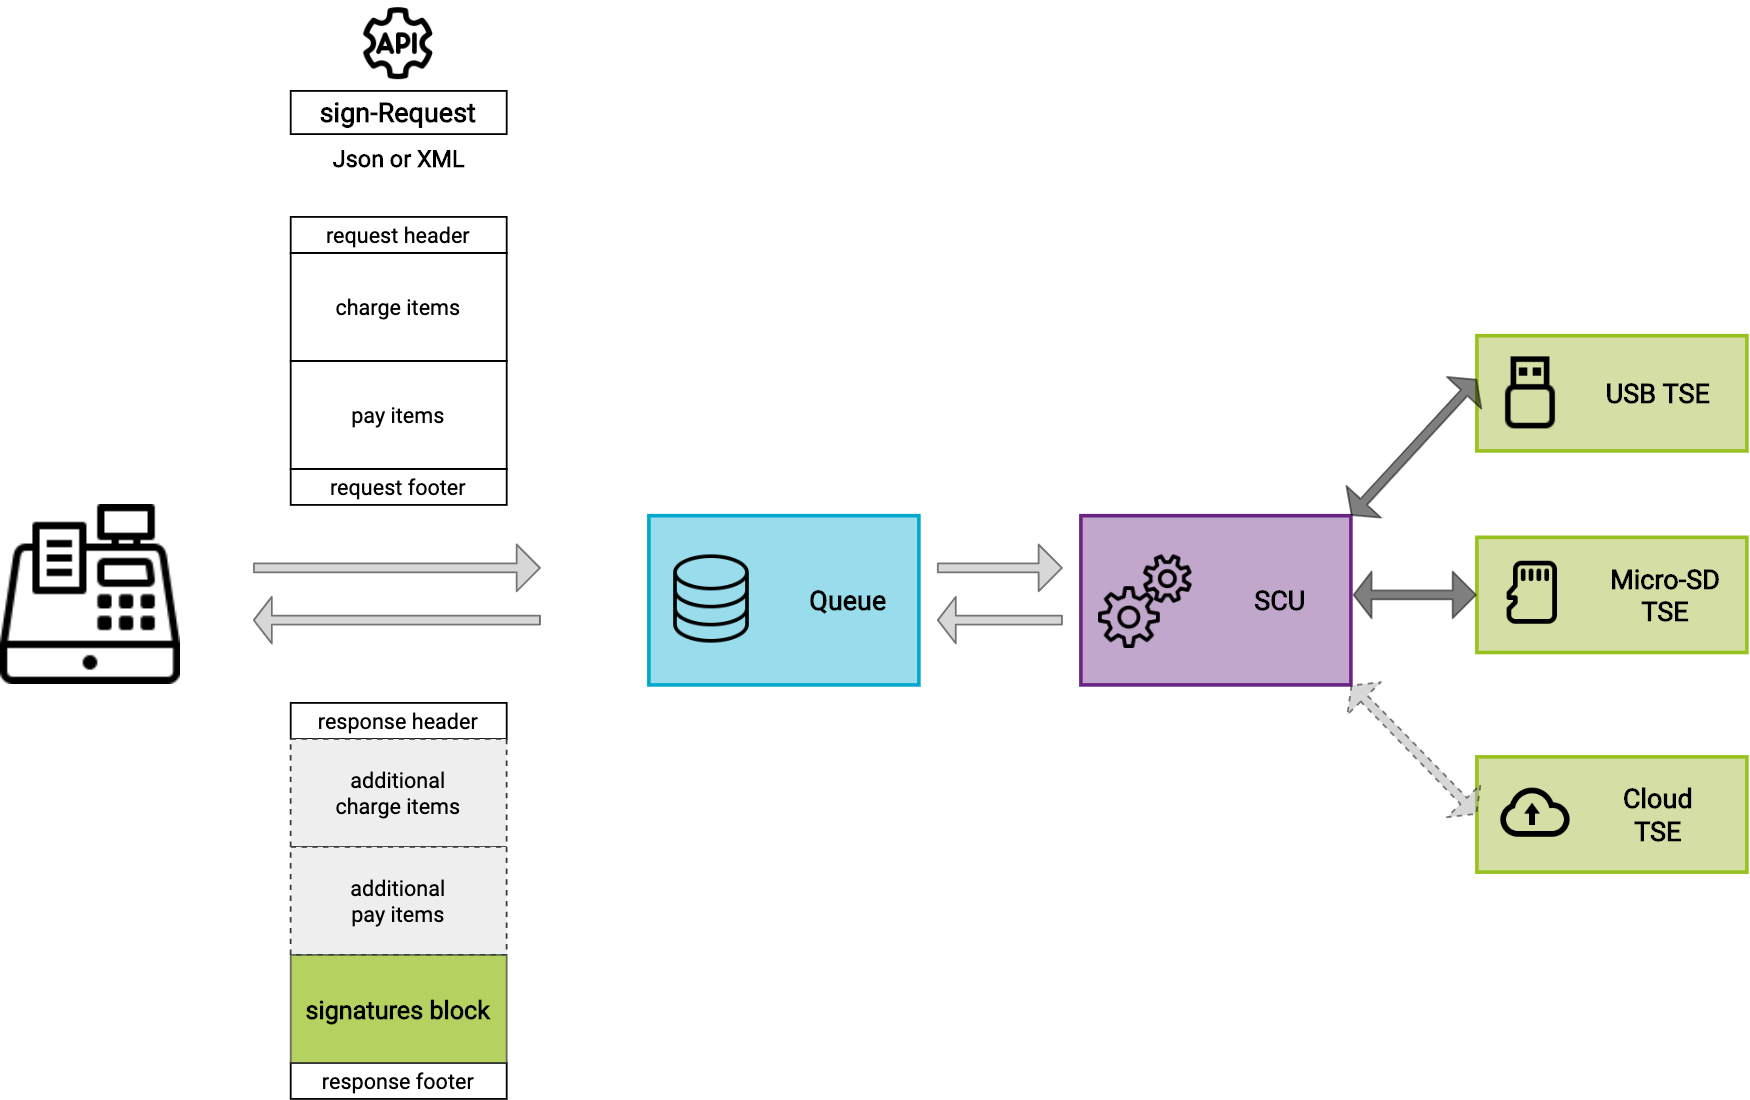 API
sign-Request
Json or XML
request header
charge items
pay items
request footer
Queue
SCU
USB TSE
Micro-SD
TSE
Cloud
TSE
response header
additional
charge items
additional
pay items
signatures block
response footer